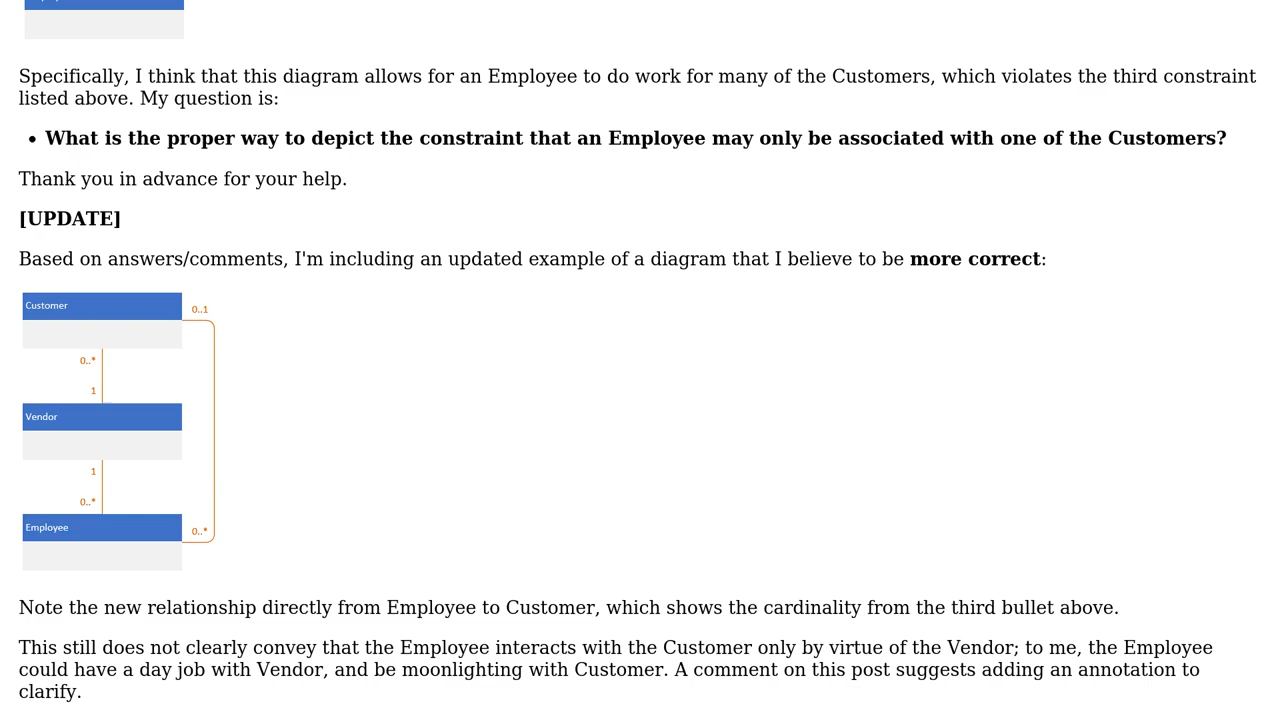 Specifically, I think that this diagram allows for an Employee to do work for many of the Customers, which violates the third constraint
listed above. My question is:
• What is the proper way to depict the constraint that an Employee may only be associated with one of the Customers?
Thank you in advance for your help.
[UPDATE]
Based on answers/comments, I'm including an updated example of a diagram that I believe to be more correct:
Customer
0..1
0..*
1
Vendor
1
0..*
Employee
0..*
Note the new relationship directly from Employee to Customer, which shows the cardinality from the third bullet above.
This still does not clearly convey that the Employee interacts with the Customer only by virtue of the Vendor; to me, the Employee
could have a day job with Vendor, and be moonlighting with Customer. A comment on this post suggests adding an annotation to
clarify.